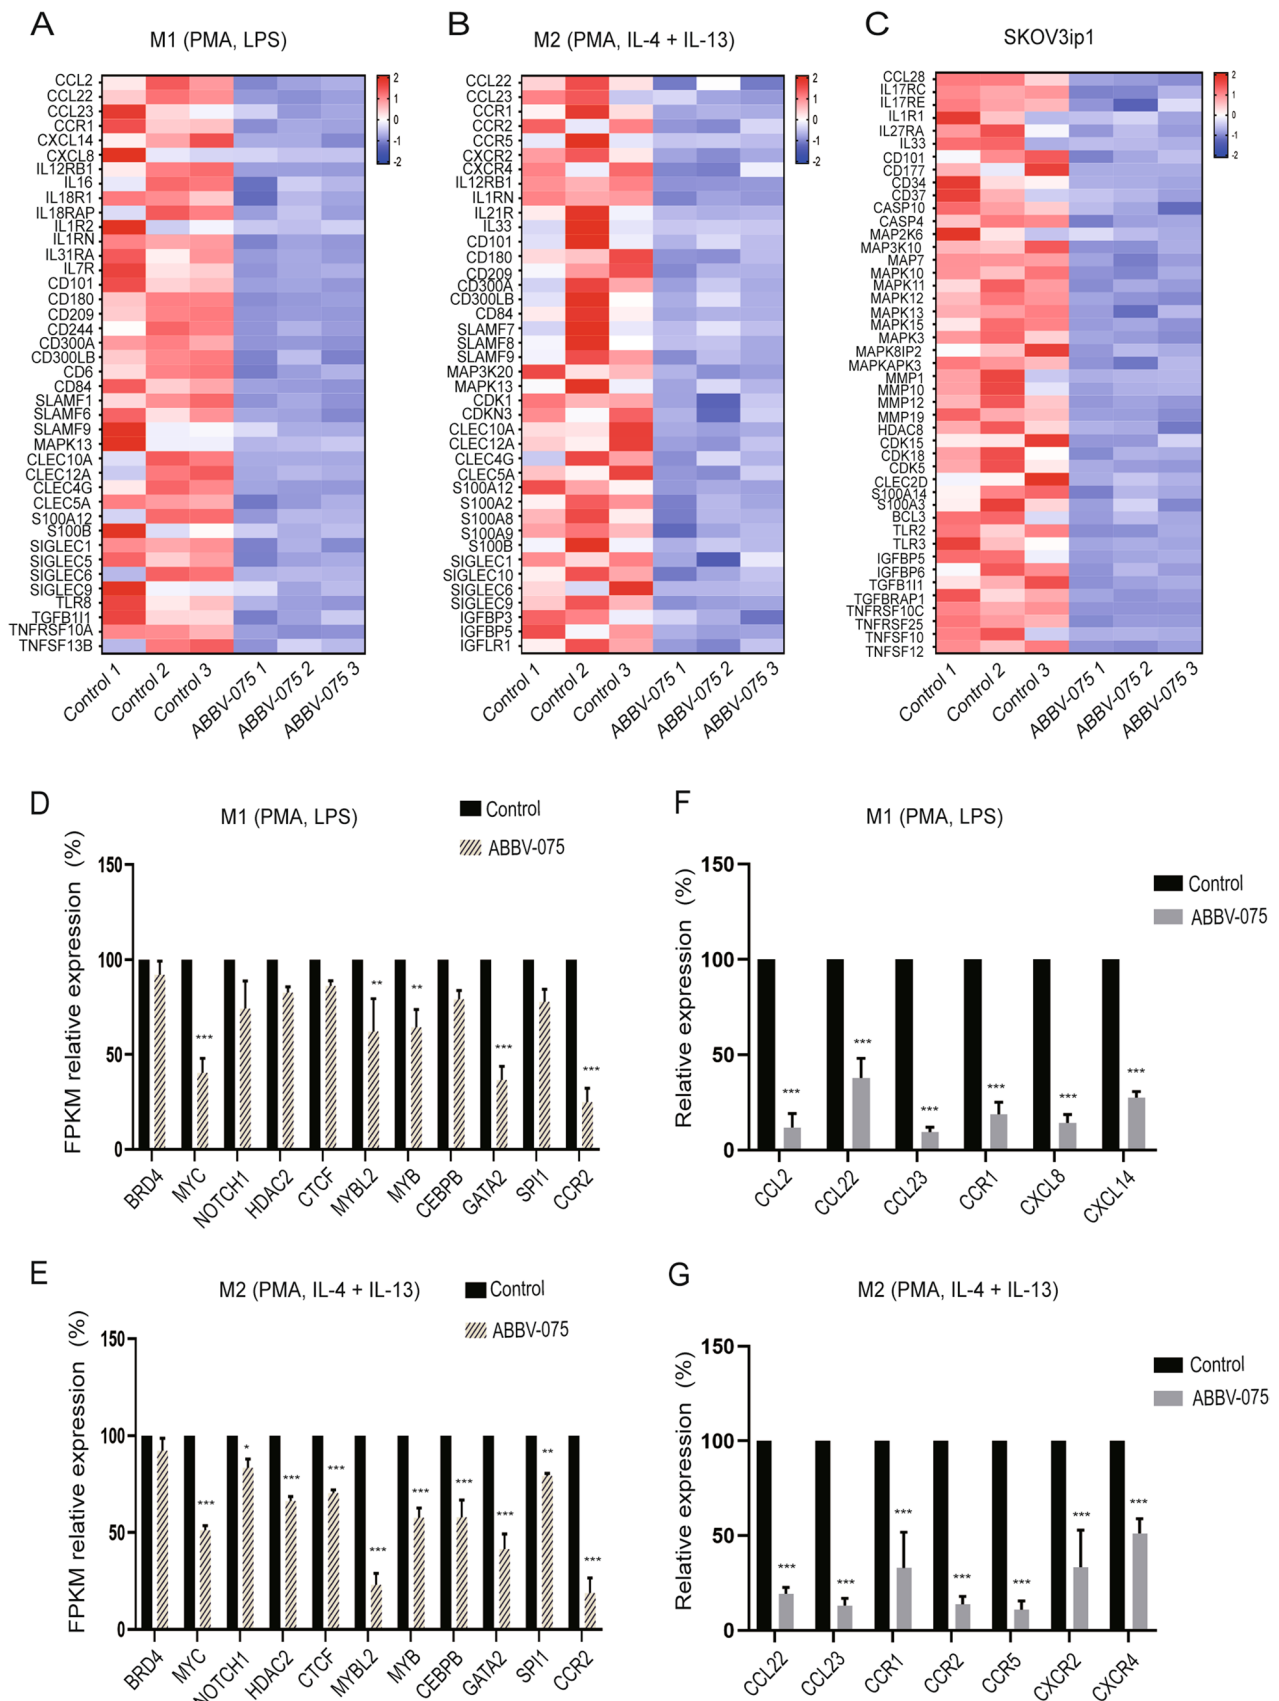 A
M1 (PMA, LPS)
CCL2
CCL22
CCL23
CCR1
CXCL14
CXCL8
IL12RB1
IL16
IL18R1
IL18RAP
IL1R2
IL1RN
IL31RA
IL7R
CD101
CD180
CD209
CD244
CD300A
CD300LB
CD6
CD84
SLAMF1
SLAMF6
SLAMF9
MAPK13
CLEC10A
CLEC12A
CLEC4G
CLEC5A
S100A12
S100B
SIGLEC1
SIGLEC5
SIGLEC6
SIGLEC9
TLR8
TGFB1I1
TNFRSF10A
TNFSF13B
2
1
0
-1
-2
Control 1
Control 2
Control 3
ABBV-075 1
ABBV-075 2
ABBV-075 3
B
M2 (PMA, IL-4 + IL-13)
CCL22
CCL23
CCR1
CCR2
CCR5
CXCR2
CXCR4
IL12RB1
IL1RN
IL21R
IL33
CD101
CD180
CD209
CD300A
CD300LB
CD84
SLAMF7
SLAMF8
SLAMF9
MAP3K20
MAPK13
CDK1
CDKN3
CLEC10A
CLEC12A
CLEC4G
CLEC5A
S100A12
S100A2
S100A8
S100A9
S100B
SIGLEC1
SIGLEC10
SIGLEC6
SIGLEC9
IGFBP3
IGFBP5
IGFLR1
2
1
0
-1
-2
Control 1
Control 2
Control 3
ABBV-075 1
ABBV-075 2
ABBV-075 3
C
SKOV3ip1
CCL28
IL17RC
IL17RE
IL1R1
IL27RA
IL33
CD101
CD177
CD34
CD37
CASP10
CASP4
MAP2K6
MAP3K10
MAP7
MAPK10
MAPK11
MAPK12
MAPK13
MAPK15
MAPK3
MAPK8IP2
MAPKAPK3
MMP1
MMP10
MMP12
MMP19
HDAC8
CDK15
CDK18
CDK5
CLEC2D
S100A14
S100A3
BCL3
TLR2
TLR3
IGFBP5
IGFBP6
TGFB1I1
TGFBRAP1
TNFRSF10C
TNFRSF25
TNFSF10
TNFSF12
2
1
0
-1
-2
Control 1
Control 2
Control 3
ABBV-075 1
ABBV-075 2
ABBV-075 3
D
M1 (PMA, LPS)
Control
ABBV-075
FPKM relative expression (%)
150
100
50
0
***
**
**
***
***
BRD4
MYC
NOTCH1
HDAC2
CTCF
MYBL2
MYB
CEBPB
GATA2
SPI1
CCR2
F
M1 (PMA, LPS)
Control
ABBV-075
Relative expression (%)
150
100
50
0
***
***
***
***
***
***
CCL2
CCL22
CCL23
CCR1
CXCL8
CXCL14
E
M2 (PMA, IL-4 + IL-13)
Control
ABBV-075
FPKM relative expression (%)
150
100
50
0
***
*
***
***
***
***
***
***
**
***
BRD4
MYC
NOTCH1
HDAC2
CTCF
MYBL2
MYB
CEBPB
GATA2
SPI1
CCR2
G
M2 (PMA, IL-4 + IL-13)
Control
ABBV-075
Relative expression (%)
150
100
50
0
***
***
***
***
***
***
***
CCL22
CCL23
CCR1
CCR2
CCR5
CXCR2
CXCR4